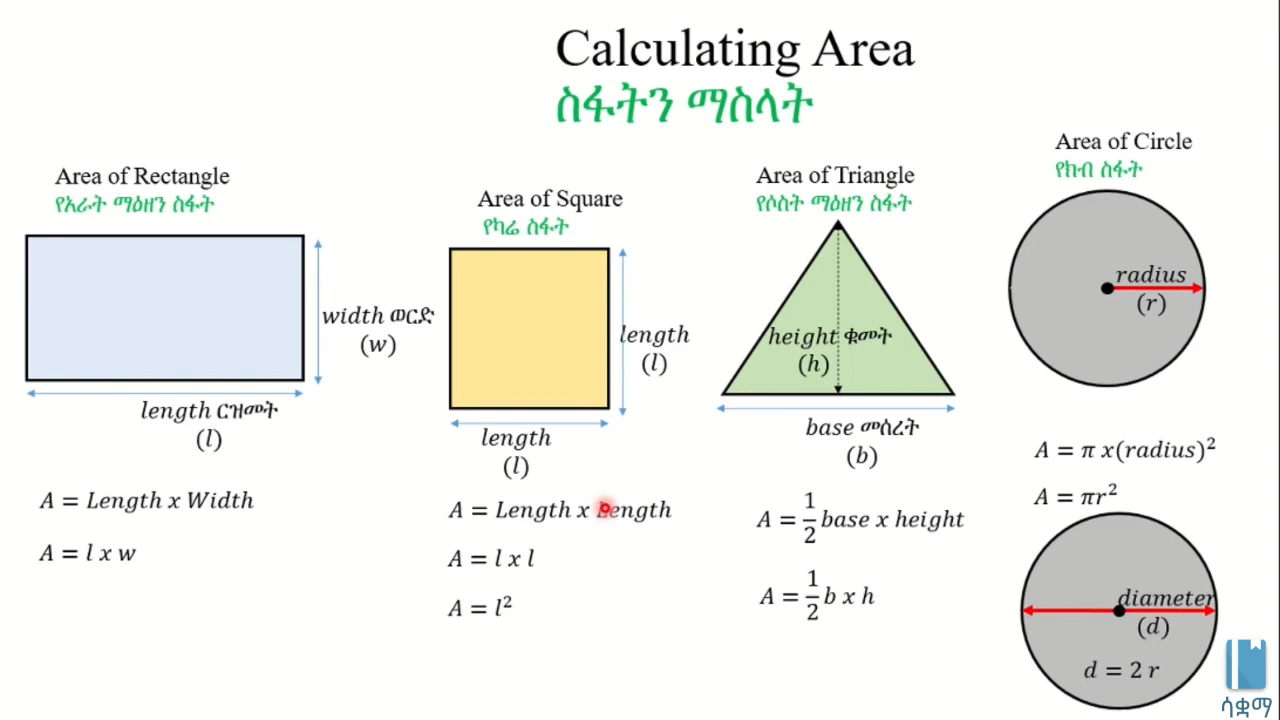 Calculating Area
ስፋትን ማስላት
Area of Rectangle
የአራት ማዕዘን ስፋት
width ወርድ
(w)
length ርዝመት
(l)
A = Length x Width
A = l x w
Area of Square
የካሬ ስፋት
length
(l)
length
(l)
A = Length x Length
A = l x l
A = l²
Area of Triangle
የሶስት ማዕዘን ስፋት
height ቁመት
(h)
base መሰረት
(b)
A = 1/2 base x height
A = 1/2 b x h
Area of Circle
የክብ ስፋት
radius
(r)
A = π x(radius)²
A = πr²
diameter
(d)
d = 2 r
ሳቋማ